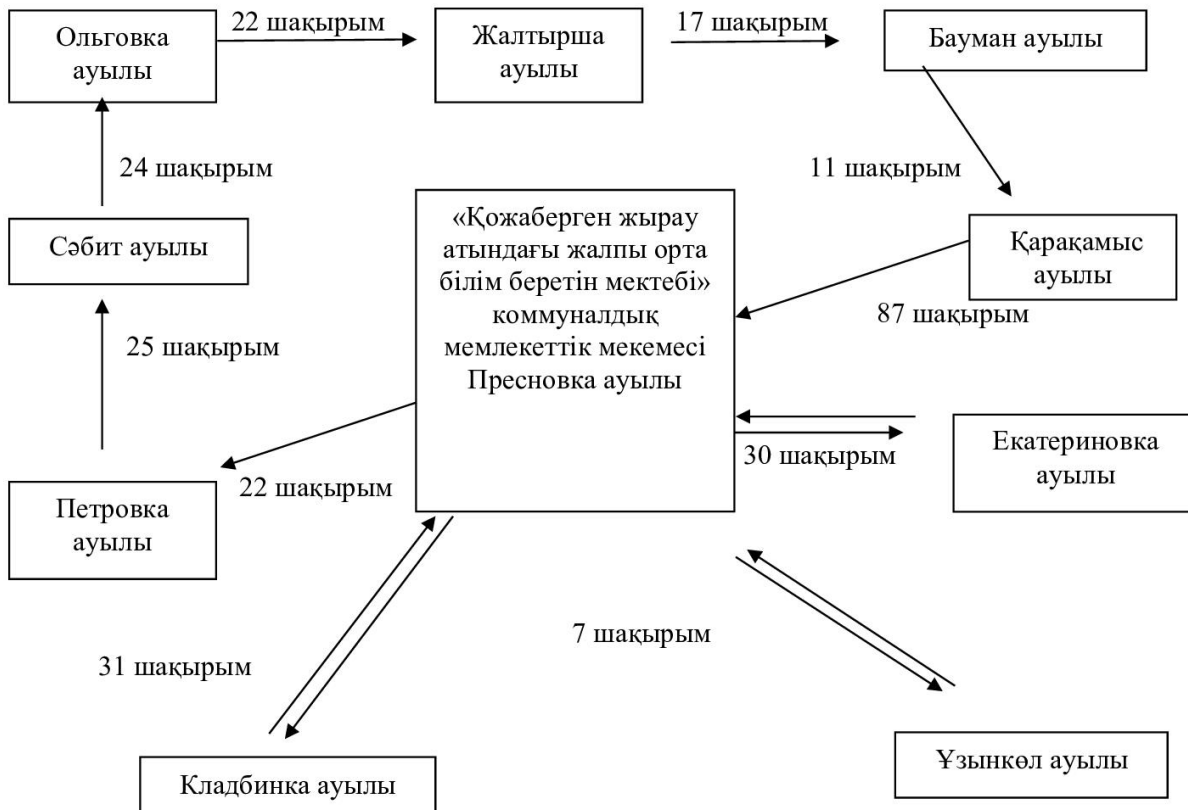 Ольговка
ауылы
22 шақырым
Жалтырша
ауылы
17 шақырым
Бауман ауылы
24 шақырым
11 шақырым
Сәбит ауылы
«Қожаберген жырау
атындағы жалпы орта
білім беретін мектебі»
коммуналдық
мемлекеттік мекемесі
Пресновка ауылы
Қарақамыс
ауылы
87 шақырым
25 шақырым
30 шақырым
Екатериновка
ауылы
22 шақырым
Петровка
ауылы
7 шақырым
31 шақырым
Кладбинка ауылы
Ұзынкөл ауылы